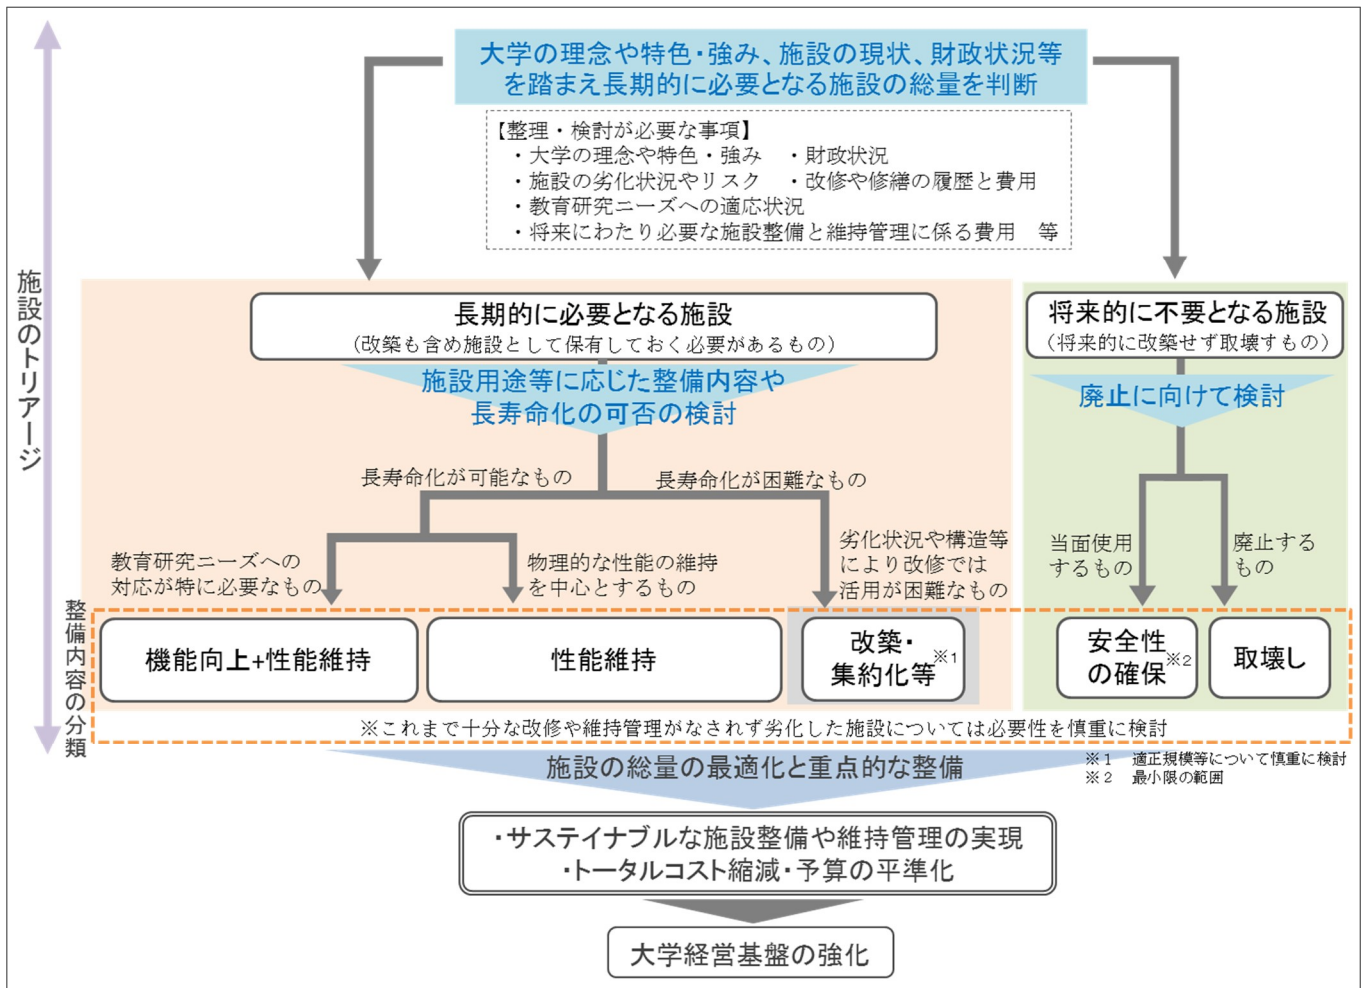 大学の理念や特色・強み、施設の現状、財政状況等
を踏まえ長期的に必要となる施設の総量を判断
【整理・検討が必要な事項】
・大学の理念や特色・強み ・財政状況
・施設の劣化状況やリスク ・改修や修繕の履歴と費用
・教育研究ニーズへの適応状況
・将来にわたり必要な施設整備と維持管理に係る費用 等
施設のトリアージ
長期的に必要となる施設
(改築も含め施設として保有しておく必要があるもの)
将来的に不要となる施設
(将来的に改築せず取壊すもの)
施設用途等に応じた整備内容や
長寿命化の可否の検討
廃止に向けて検討
長寿命化が可能なもの
長寿命化が困難なもの
教育研究ニーズへの
対応が特に必要なもの
物理的な性能の維持
を中心とするもの
劣化状況や構造等
により改修では
活用が困難なもの
当面使用
するもの
廃止する
もの
整備内容の分類
機能向上+性能維持
性能維持
改築・
集約化等※1
安全性
の確保※2
取壊し
※これまで十分な改修や維持管理がなされず劣化した施設については必要性を慎重に検討
施設の総量の最適化と重点的な整備
※1 適正規模等について慎重に検討
※2 最小限の範囲
・サステイナブルな施設整備や維持管理の実現
・トータルコスト縮減・予算の平準化
大学経営基盤の強化